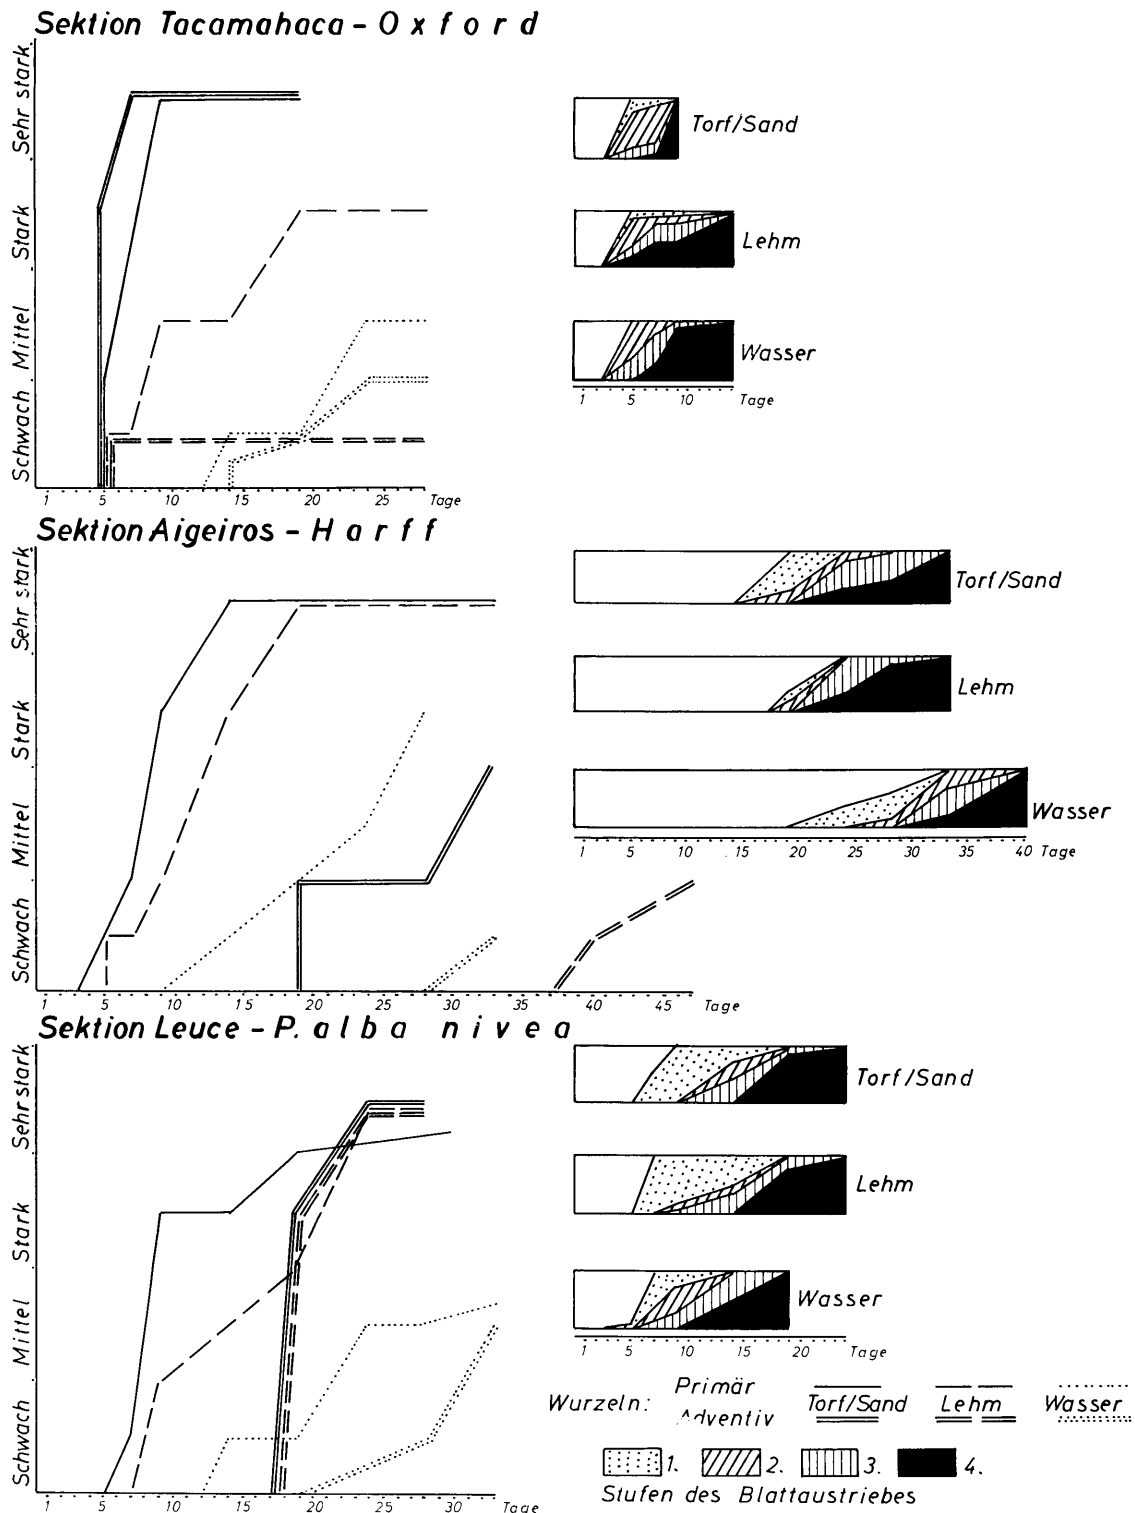 Sektion Tacamahaca - Oxford
Sehr stark
Stark
Mittel
Schwach
1 5 10 15 20 25 Tage
Torf/Sand
Lehm
Wasser
1 5 10 Tage
Sektion Aigeiros - Harff
Sehr stark
Stark
Mittel
Schwach
1 5 10 15 20 25 30 35 40 45 Tage
Torf/Sand
Lehm
Wasser
1 5 10 15 20 25 30 35 40 Tage
Sektion Leuce - P. alba nivea
Sehr stark
Stark
Mittel
Schwach
1 5 10 15 20 25 30 Tage
Torf/Sand
Lehm
Wasser
1 5 10 15 20 Tage
Wurzeln: Primär
Adventiv
Torf/Sand Lehm Wasser
1. 2. 3. 4.
Stufen des Blattaustriebes